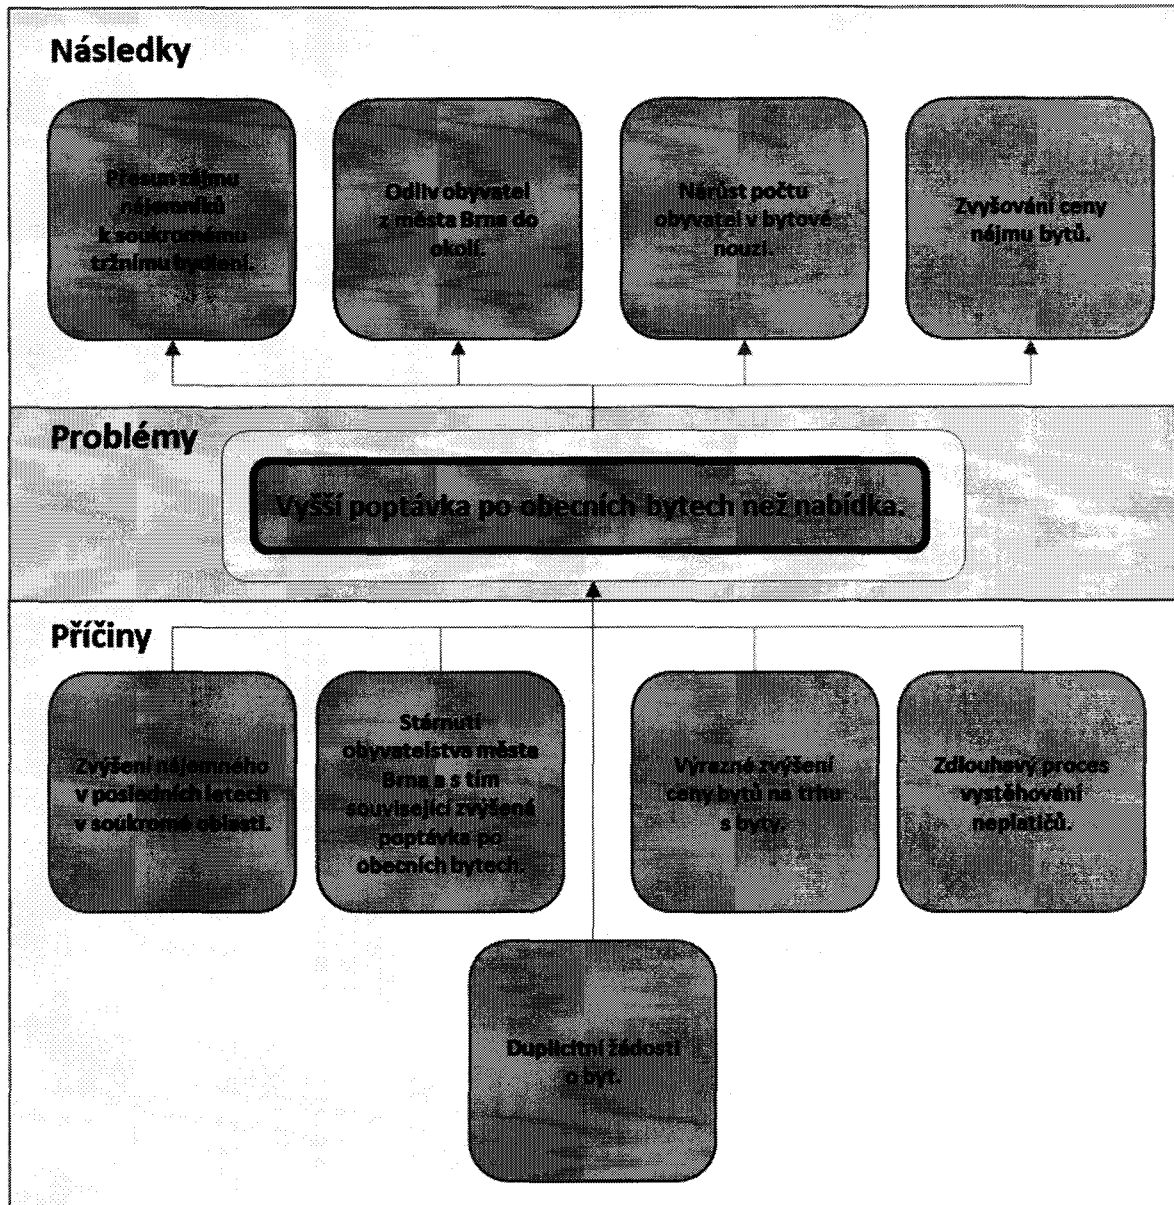 Následky
Přesun zájmu
nájemníků
k soukromému
tržnímu bydlení.
Odliv obyvatel
z města Brna do
okolí.
Nárůst počtu
obyvatel v bytové
nouzi.
Zvyšování ceny
nájmu bytů.
Problémy
Vyšší poptávka po obecních bytech než nabídka.
Příčiny
Zvýšení nájemného
v posledních letech
v soukromé oblasti.
Stárnutí
obyvatelstva města
Brna a s tím
související zvýšená
poptávka po
obecních bytech.
Výrazné zvýšení
ceny bytů na trhu
s byty.
Zdlouhavý proces
vystěhování
neplatičů.
Duplicitní žádosti
o byt.